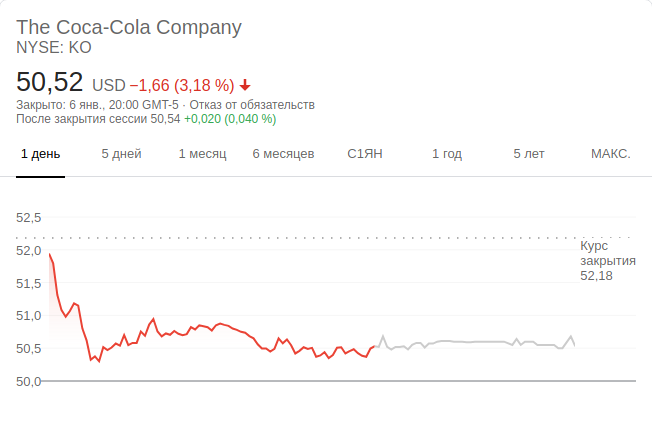 The Coca-Cola Company
NYSE: KO
50,52 USD −1,66 (3,18 %)
Закрыто: 6 янв., 20:00 GMT-5 · Отказ от обязательств
После закрытия сессии 50,54 +0,020 (0,040 %)
1 день 5 дней 1 месяц 6 месяцев С1ЯН 1 год 5 лет МАКС.
52,5
52,0
51,5
51,0
50,5
50,0
Курс
закрытия
52,18